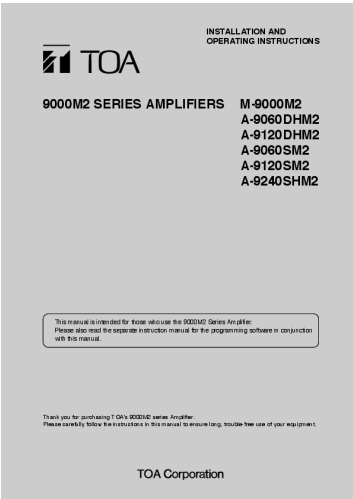 INSTALLATION AND
OPERATING INSTRUCTIONS
TOA
9000M2 SERIES AMPLIFIERS M-9000M2
A-9060DHM2
A-9120DHM2
A-9060SM2
A-9120SM2
A-9240SHM2
This manual is intended for those who use the 9000M2 Series Amplifier.
Please also read the separate instruction manual for the programming software in conjunction
with this manual.
Thank you for purchasing TOA's 9000M2 series Amplifier.
Please carefully follow the instructions in this manual to ensure long, trouble-free use of your equipment.
TOA Corporation